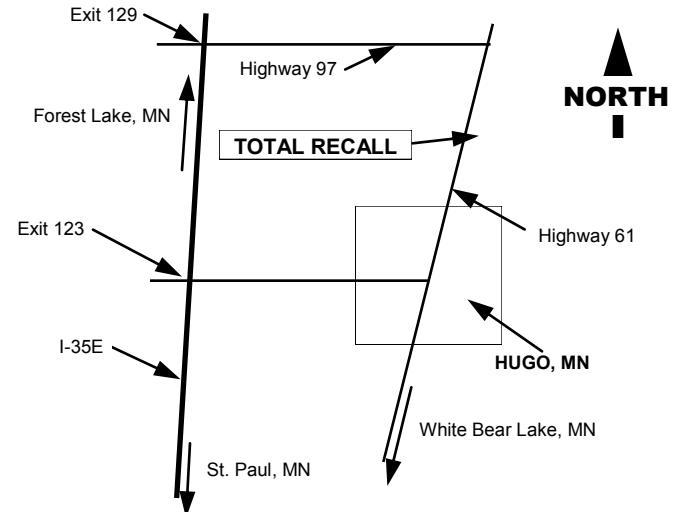 Exit 129
Highway 97
NORTH
Forest Lake, MN
TOTAL RECALL
Exit 123
Highway 61
I-35E
HUGO, MN
White Bear Lake, MN
St. Paul, MN